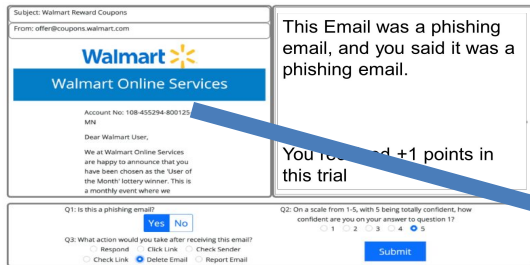 Subject: Walmart Reward Coupons
From: offer@coupons.walmart.com
Walmart
Walmart Online Services
Account No: 108-455294-800125
MN
Dear Walmart User,
We at Walmart Online Services
are happy to announce that you
have been chosen as the 'User of
the Month' lottery winner. This is
a monthly event where we
This Email was a phishing
email, and you said it was a
phishing email.
You +1 points in
this trial
Q1: Is this a phishing email?
Yes No
Q3: What action would you take after receiving this email?
Respond Click Link Check Sender
Check Link Delete Email Report Email
Q2: On a scale from 1-5, with 5 being totally confident, how
confident are you on your answer to question 1?
1 2 3 4 5
Submit